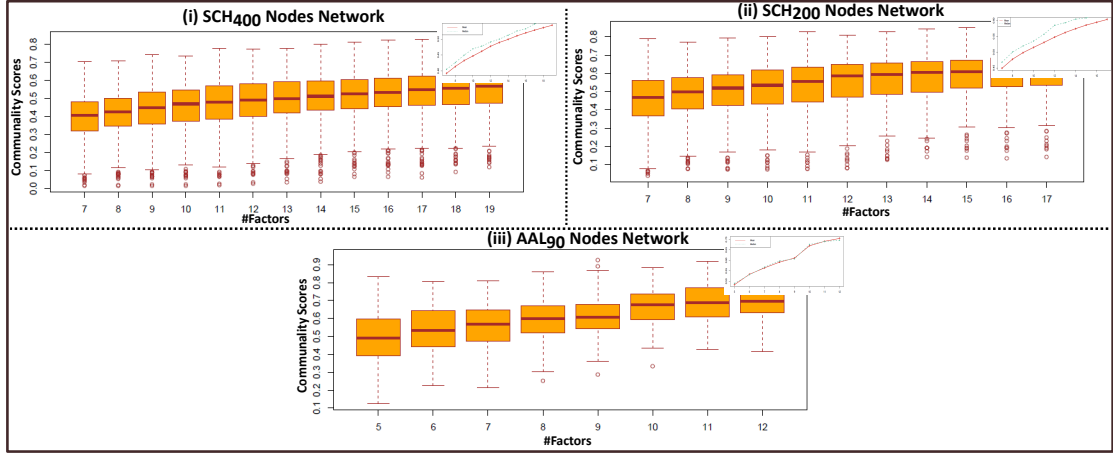 (i) SCH400 Nodes Network
Communality Scores
0.0 0.1 0.2 0.3 0.4 0.5 0.6 0.7 0.8
7 8 9 10 11 12 13 14 15 16 17 18 19
#Factors
(ii) SCH200 Nodes Network
Communality Scores
0.1 0.2 0.3 0.4 0.5 0.6 0.7 0.8
7 8 9 10 11 12 13 14 15 16 17
#Factors
(iii) AAL90 Nodes Network
Communality Scores
0.1 0.2 0.3 0.4 0.5 0.6 0.7 0.8 0.9
5 6 7 8 9 10 11 12
#Factors